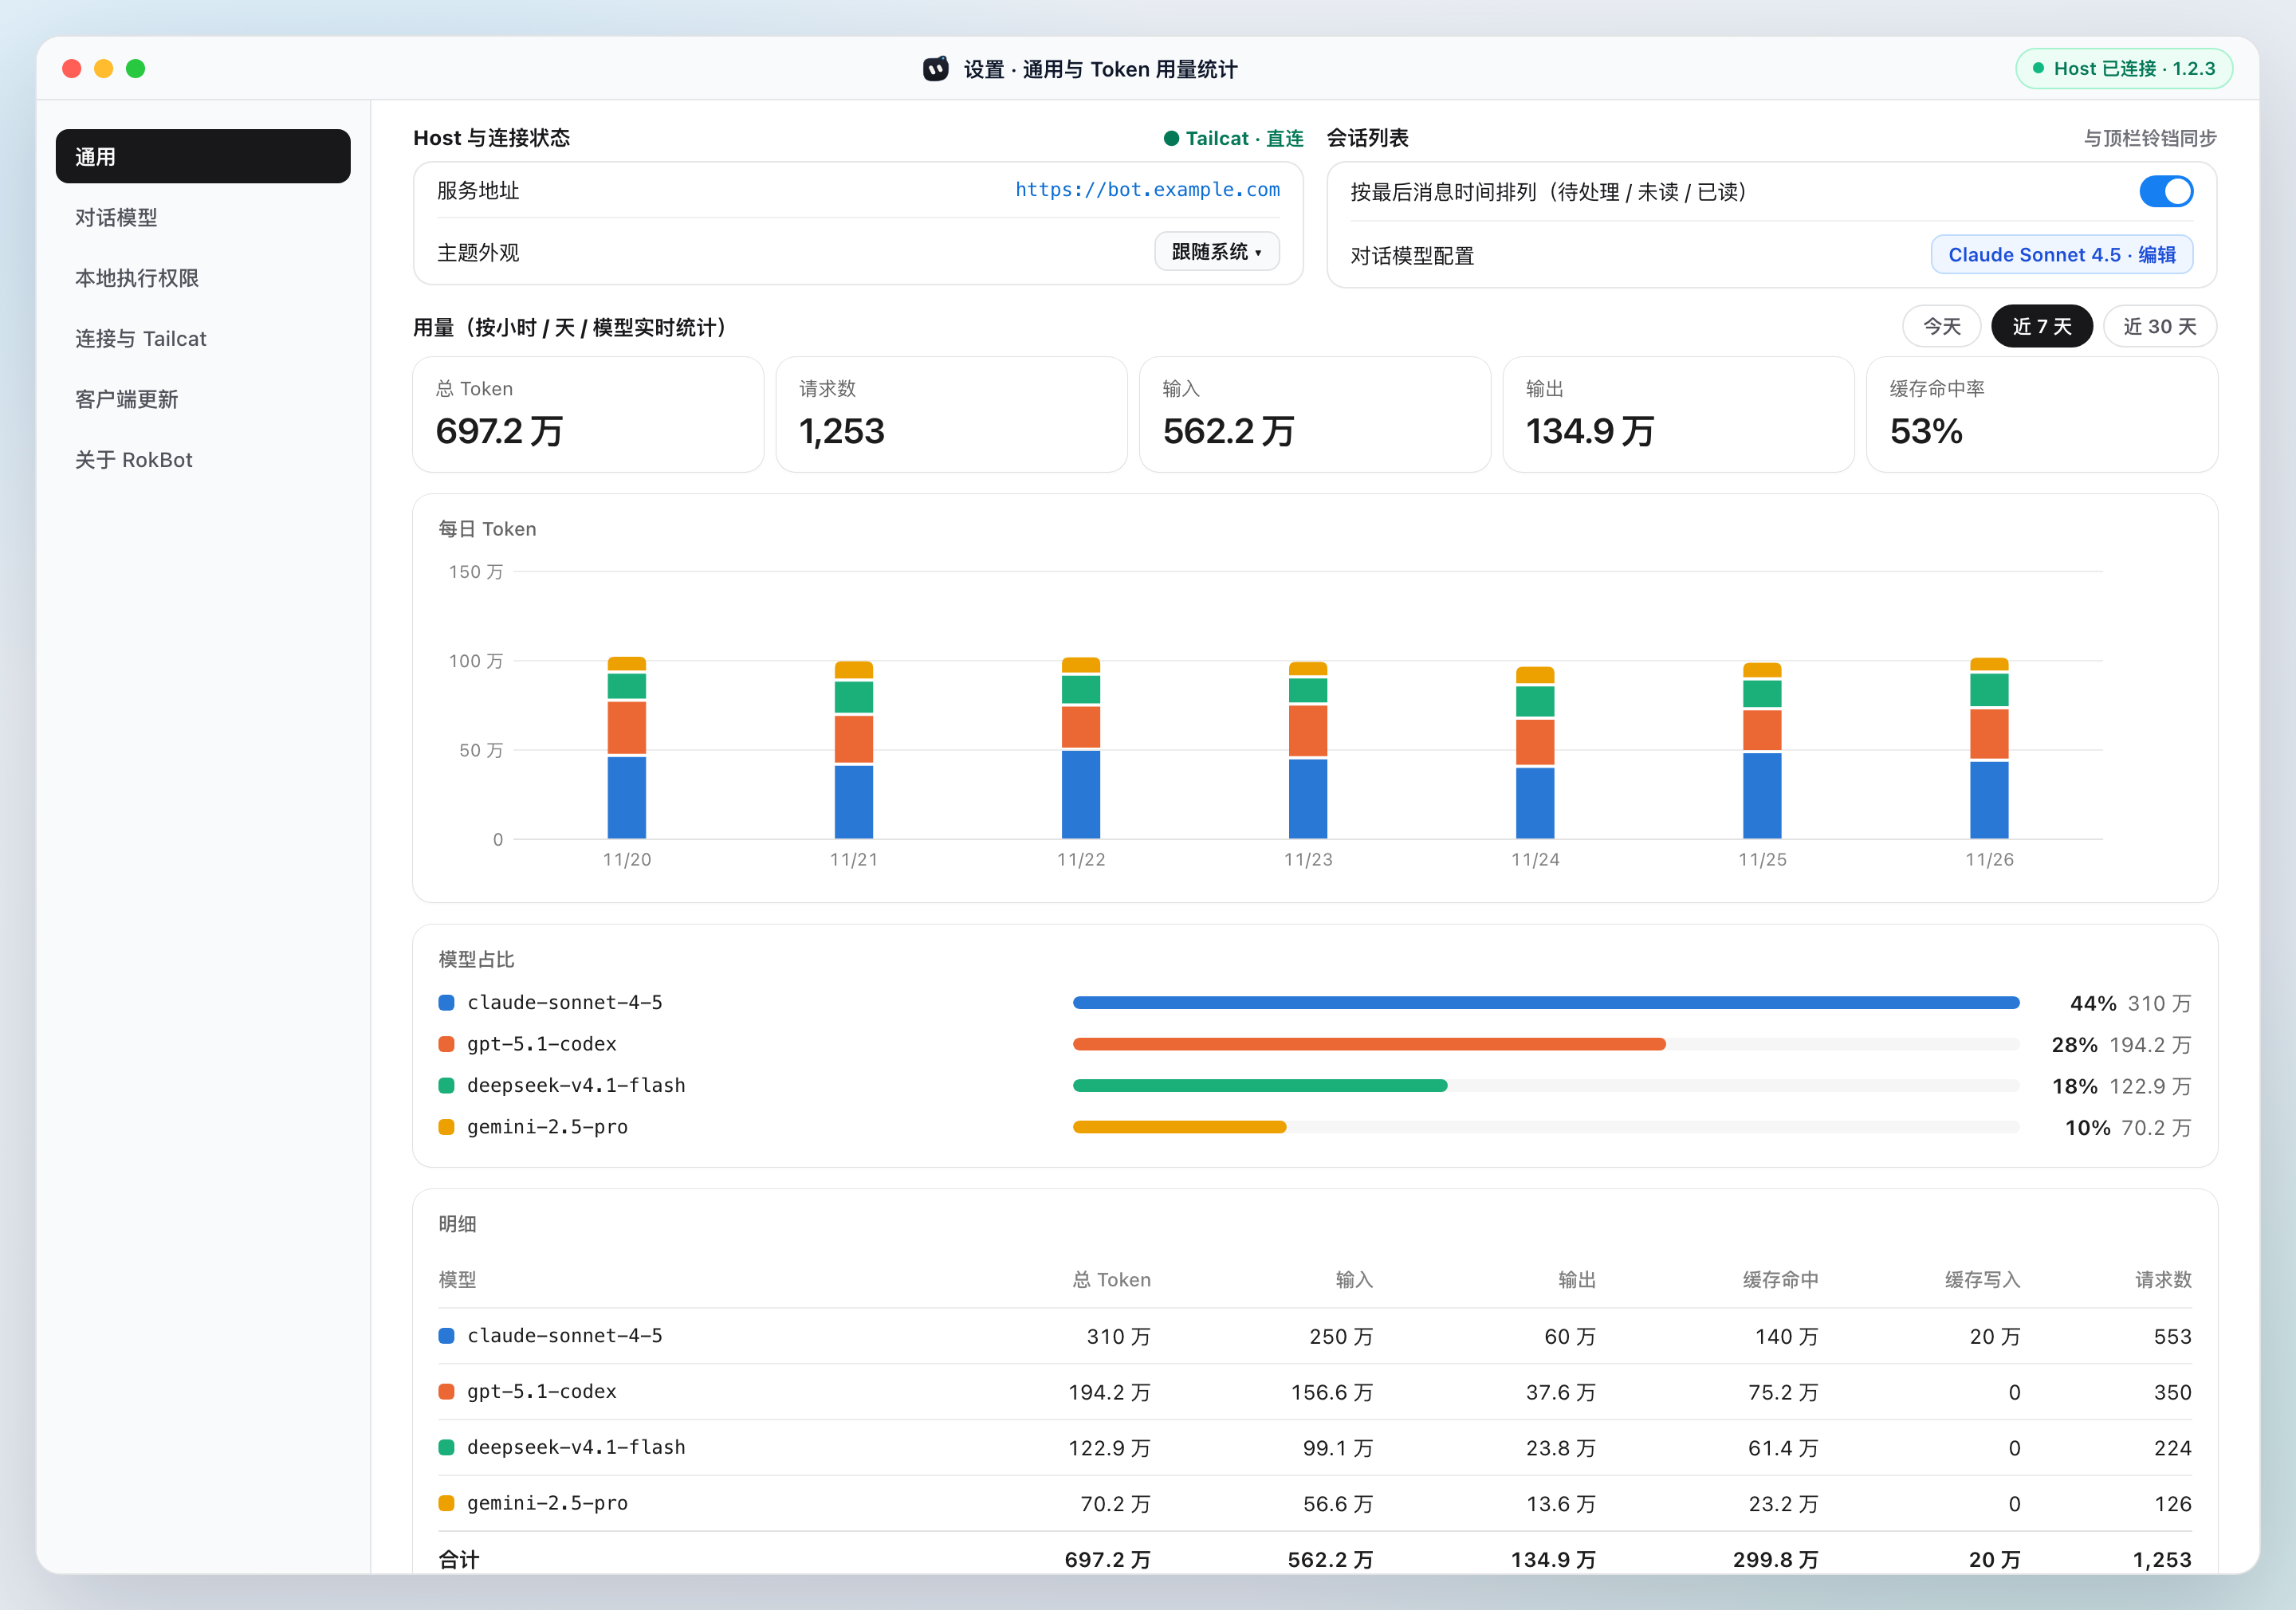 设置 · 通用与 Token 用量统计
Host 已连接 · 1.2.3
通用
对话模型
本地执行权限
连接与 Tailcat
客户端更新
关于 RokBot
Host 与连接状态
Tailcat · 直连
服务地址
https://bot.example.com
主题外观
跟随系统 ▾
会话列表
与顶栏铃铛同步
按最后消息时间排列（待处理 / 未读 / 已读）
对话模型配置
Claude Sonnet 4.5 · 编辑
用量（按小时 / 天 / 模型实时统计）
今天
近 7 天
近 30 天
总 Token
697.2 万
请求数
1,253
输入
562.2 万
输出
134.9 万
缓存命中率
53%
每日 Token
150 万
100 万
50 万
0
11/20
11/21
11/22
11/23
11/24
11/25
11/26
模型占比
claude-sonnet-4-5 44% 310 万
gpt-5.1-codex 28% 194.2 万
deepseek-v4.1-flash 18% 122.9 万
gemini-2.5-pro 10% 70.2 万
明细
模型 总 Token 输入 输出 缓存命中 缓存写入 请求数
claude-sonnet-4-5 310 万 250 万 60 万 140 万 20 万 553
gpt-5.1-codex 194.2 万 156.6 万 37.6 万 75.2 万 0 350
deepseek-v4.1-flash 122.9 万 99.1 万 23.8 万 61.4 万 0 224
gemini-2.5-pro 70.2 万 56.6 万 13.6 万 23.2 万 0 126
合计 697.2 万 562.2 万 134.9 万 299.8 万 20 万 1,253